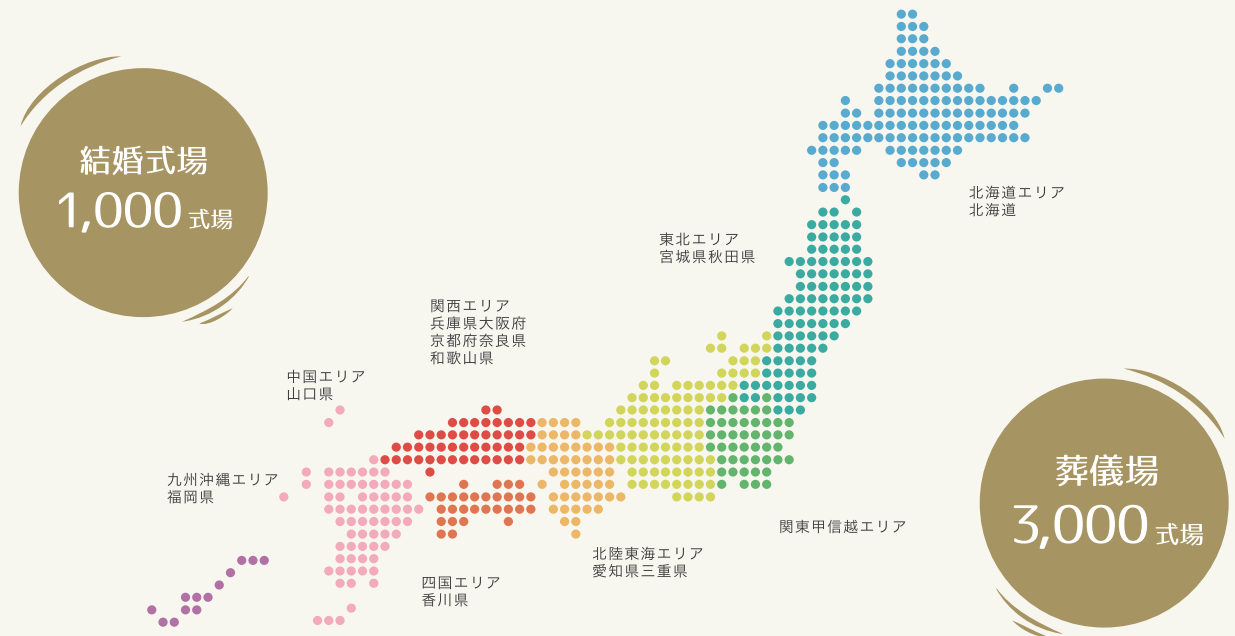 結婚式場
1,000 式場
北海道エリア
北海道
東北エリア
宮城県秋田県
関西エリア
兵庫県大阪府
京都府奈良県
和歌山県
中国エリア
山口県
九州沖縄エリア
福岡県
葬儀場
3,000 式場
関東甲信越エリア
北陸東海エリア
愛知県三重県
四国エリア
香川県